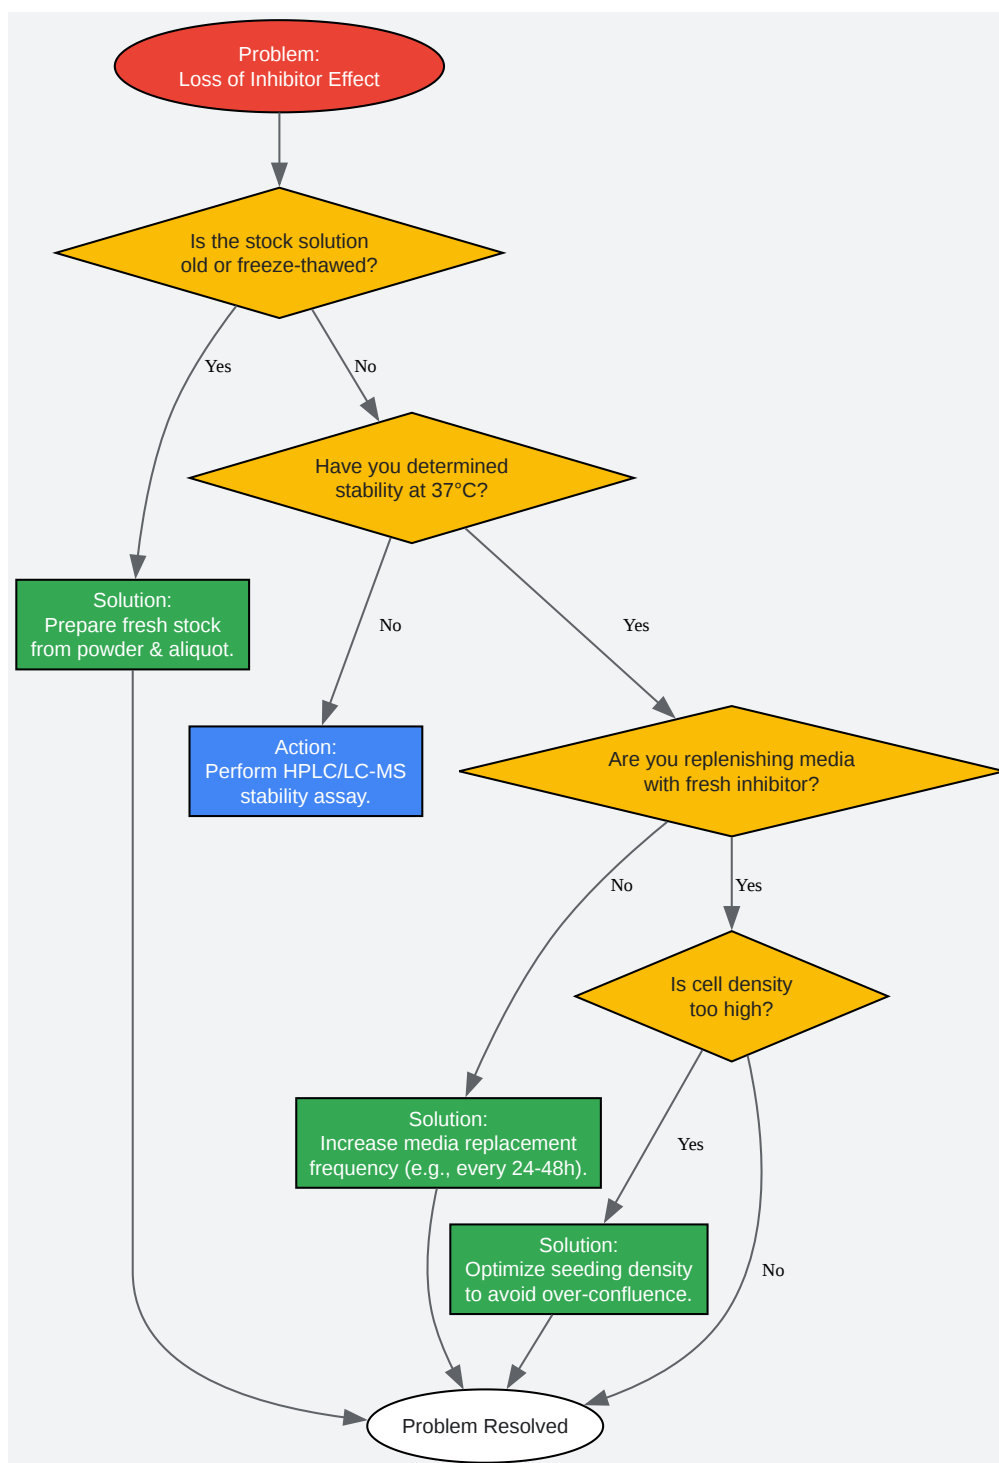 Problem:
Loss of Inhibitor Effect
Is the stock solution
old or freeze-thawed?
Yes
No
Have you determined
stability at 37°C?
Solution:
Prepare fresh stock
from powder & aliquot.
No
Yes
Action:
Perform HPLC/LC-MS
stability assay.
Are you replenishing media
with fresh inhibitor?
No
Yes
Is cell density
too high?
Solution:
Increase media replacement
frequency (e.g., every 24-48h).
Yes
Solution:
Optimize seeding density
to avoid over-confluence.
No
Problem Resolved